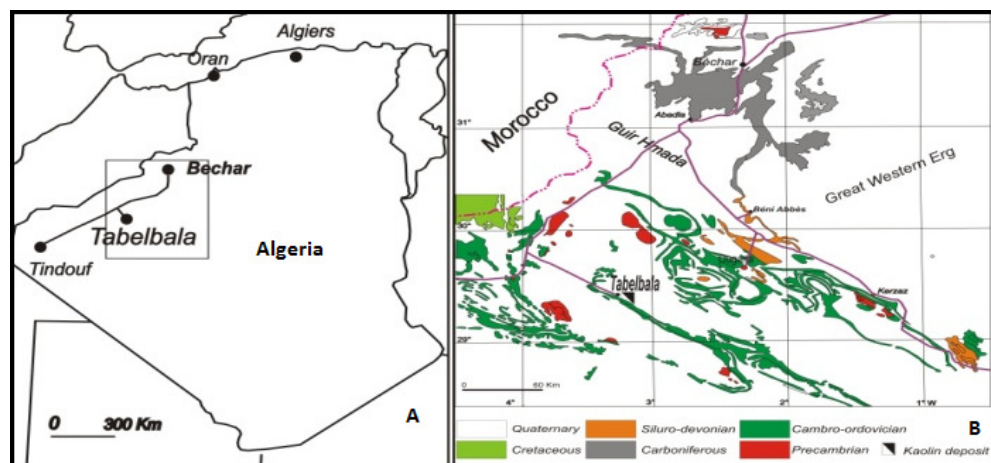 Algiers
Oran
Bechar
Tabelbala
Algeria
Tindouf
0 300 Km
A
Morocco
Béchar
Abadla
31°
Guir Hmada
Great Western Erg
Béni Abbès
30°
Tabelbala
Kerzaz
29°
0 60 Km
4° 3° 2° 1° W
B
Quaternary Siluro-devonian Cambro-ordovician
Cretaceous Carboniferous Precambrian Kaolin deposit